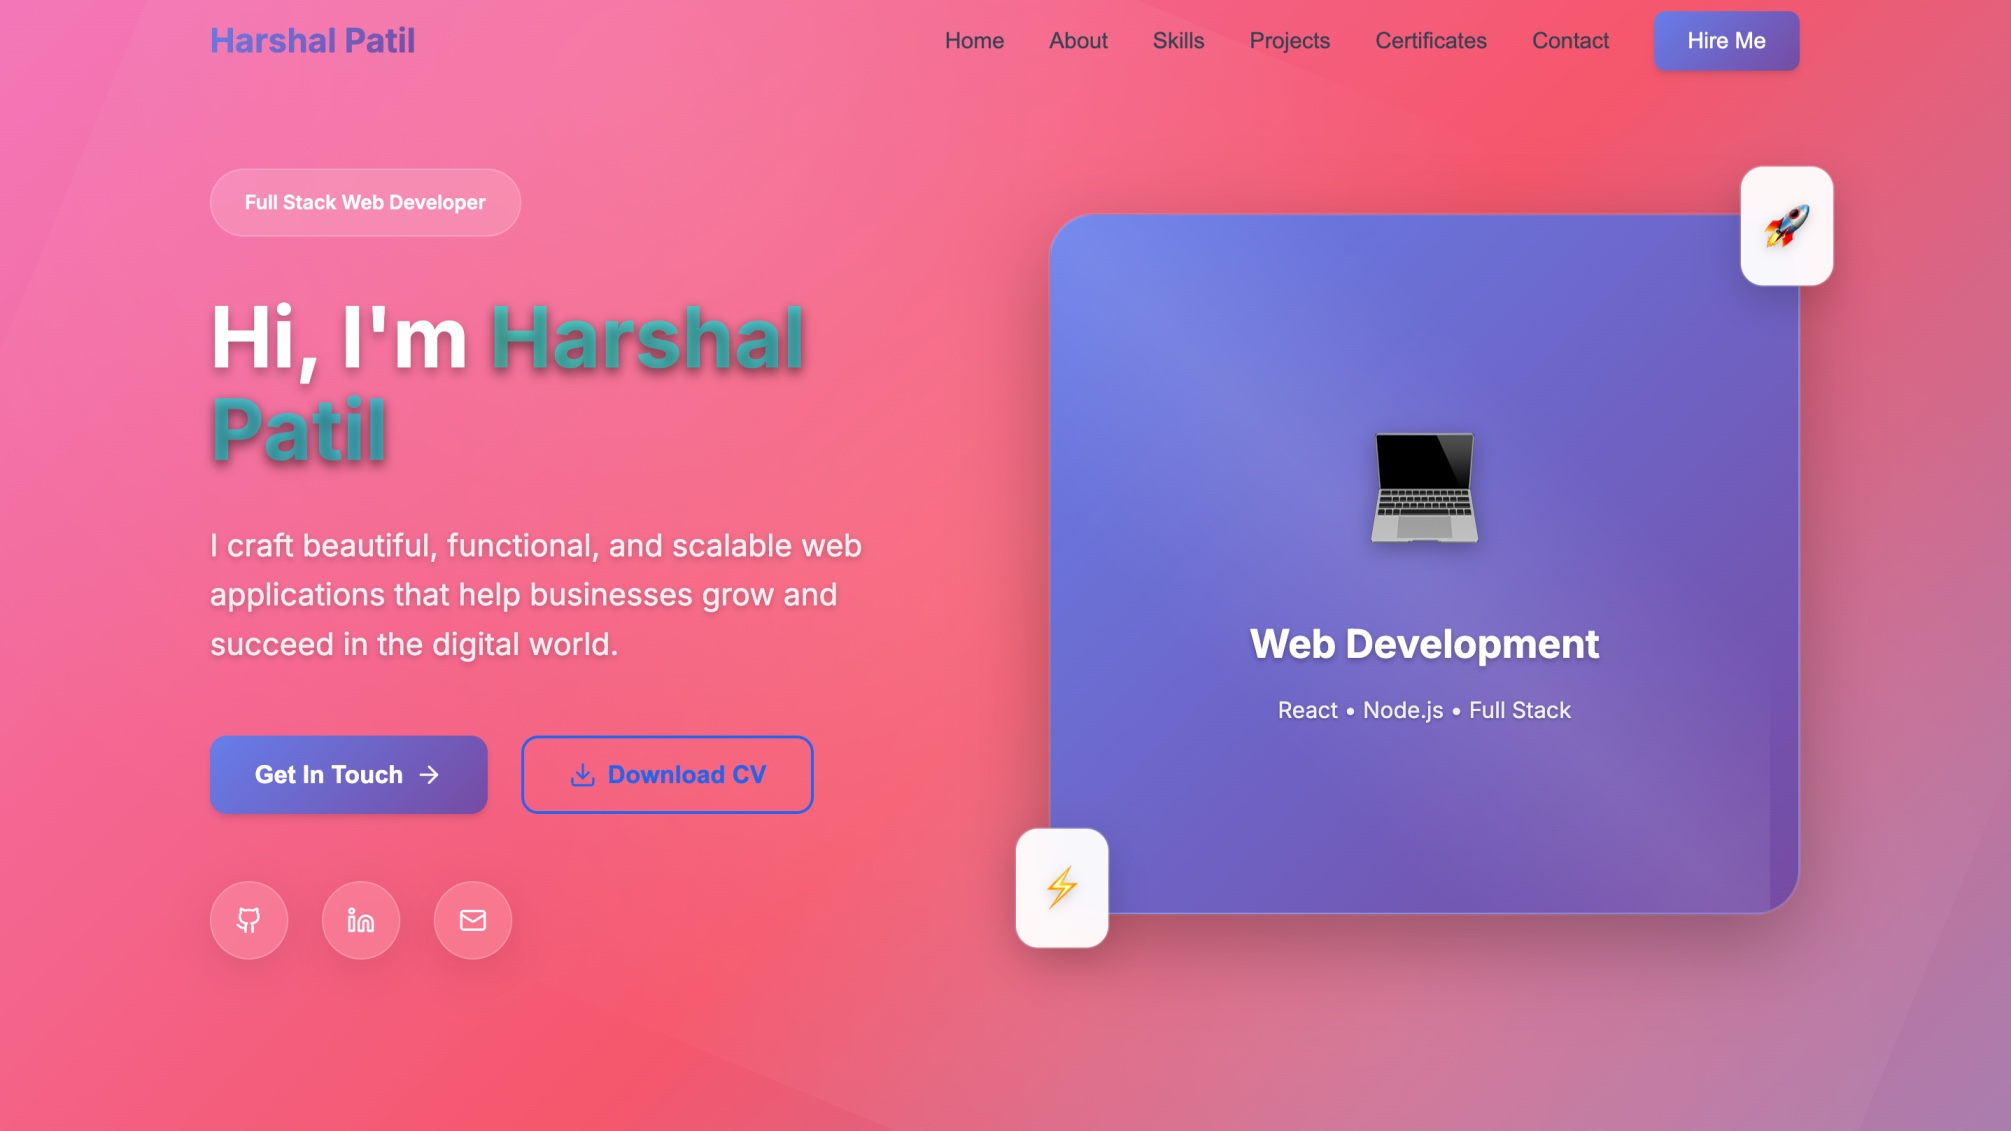 Harshal Patil
Home
About
Skills
Projects
Certificates
Contact
Hire Me
Full Stack Web Developer
Hi, I'm Harshal
Patil
I craft beautiful, functional, and scalable web
applications that help businesses grow and
succeed in the digital world.
Get In Touch →
Download CV
Web Development
React • Node.js • Full Stack